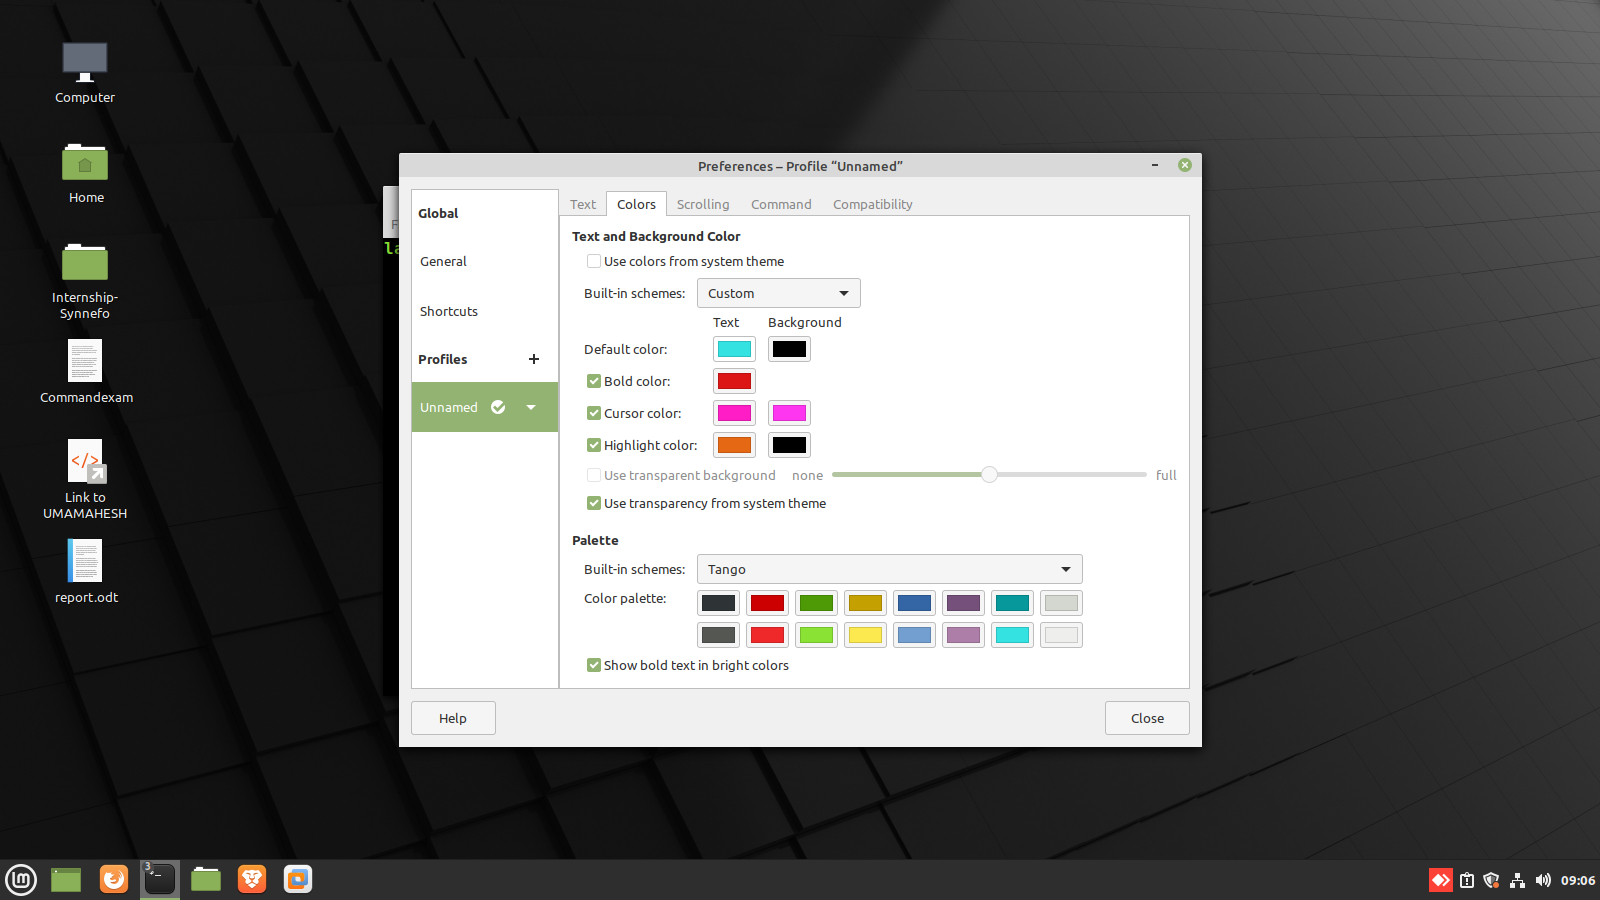 Computer
Home
Internship-
Synnefo
Commandexam
Link to
UMAMAHESH
report.odt
F
la
Preferences – Profile “Unnamed”
Global
General
Shortcuts
Profiles
Unnamed
Text Colors Scrolling Command Compatibility
Text and Background Color
Use colors from system theme
Built-in schemes: Custom
Text Background
Default color:
Bold color:
Cursor color:
Highlight color:
Use transparent background none full
Use transparency from system theme
Palette
Built-in schemes: Tango
Color palette:
Show bold text in bright colors
Help Close
3
09:06